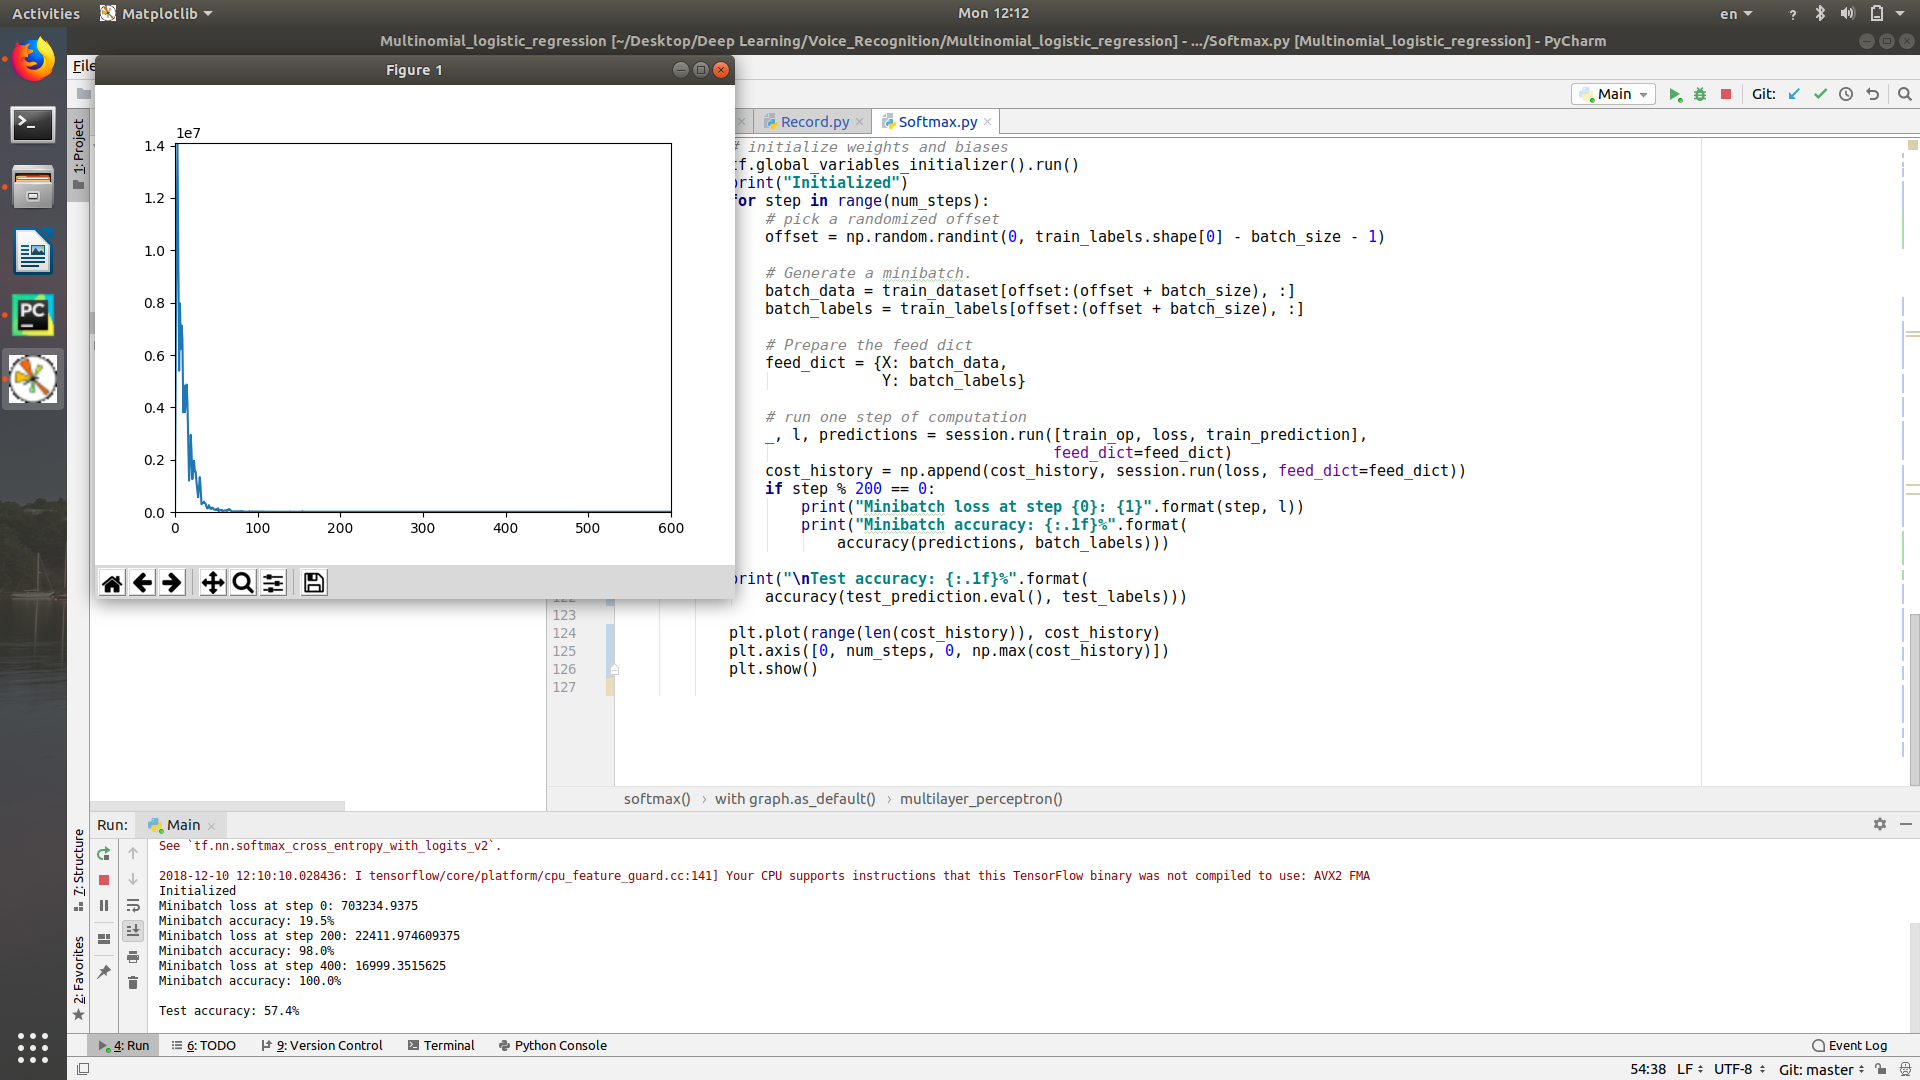 Activities Matplotlib Mon 12:12 en
Multinomial_logistic_regression [~/Desktop/Deep Learning/Voice_Recognition/Multinomial_logistic_regression] - .../Softmax.py [Multinomial_logistic_regression] - PyCharm
File
Figure 1
Main Git:
1: Project
Record.py Softmax.py
1e7
1.4
1.2
1.0
0.8
0.6
0.4
0.2
0.0
0 100 200 300 400 500 600
# initialize weights and biases
tf.global_variables_initializer().run()
print("Initialized")
for step in range(num_steps):
# pick a randomized offset
offset = np.random.randint(0, train_labels.shape[0] - batch_size - 1)
# Generate a minibatch.
batch_data = train_dataset[offset:(offset + batch_size), :]
batch_labels = train_labels[offset:(offset + batch_size), :]
# Prepare the feed dict
feed_dict = {X: batch_data,
Y: batch_labels}
# run one step of computation
_, l, predictions = session.run([train_op, loss, train_prediction],
feed_dict=feed_dict)
cost_history = np.append(cost_history, session.run(loss, feed_dict=feed_dict))
if step % 200 == 0:
print("Minibatch loss at step {0}: {1}".format(step, l))
print("Minibatch accuracy: {:.1f}%".format(
accuracy(predictions, batch_labels)))
print("\nTest accuracy: {:.1f}%".format(
accuracy(test_prediction.eval(), test_labels)))
123
124 plt.plot(range(len(cost_history)), cost_history)
125 plt.axis([0, num_steps, 0, np.max(cost_history)])
126 plt.show()
127
softmax() › with graph.as_default() › multilayer_perceptron()
Run: Main
7: Structure
2: Favorites
See `tf.nn.softmax_cross_entropy_with_logits_v2`.
2018-12-10 12:10:10.028436: I tensorflow/core/platform/cpu_feature_guard.cc:141] Your CPU supports instructions that this TensorFlow binary was not compiled to use: AVX2 FMA
Initialized
Minibatch loss at step 0: 703234.9375
Minibatch accuracy: 19.5%
Minibatch loss at step 200: 22411.974609375
Minibatch accuracy: 98.0%
Minibatch loss at step 400: 16999.3515625
Minibatch accuracy: 100.0%
Test accuracy: 57.4%
4: Run 6: TODO 9: Version Control Terminal Python Console Event Log
54:38 LF UTF-8 Git: master